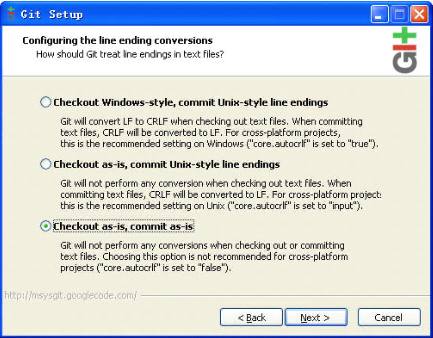 Git Setup
Configuring the line ending conversions
How should Git treat line endings in text files?
git
Checkout Windows-style, commit Unix-style line endings
Git will convert LF to CRLF when checking out text files. When committing
text files, CRLF will be converted to LF. For cross-platform projects,
this is the recommended setting on Windows ("core.autocrlf" is set to "true").
Checkout as-is, commit Unix-style line endings
Git will not perform any conversion when checking out text files. When
committing text files, CRLF will be converted to LF. For cross-platform project:
this is the recommended setting on Unix ("core.autocrlf" is set to "input").
Checkout as-is, commit as-is
Git will not perform any conversions when checking out or committing
text files. Choosing this option is not recommended for cross-platform
projects ("core.autocrlf" is set to "false").
http://msysgit.googlecode.com/
< Back
Next >
Cancel